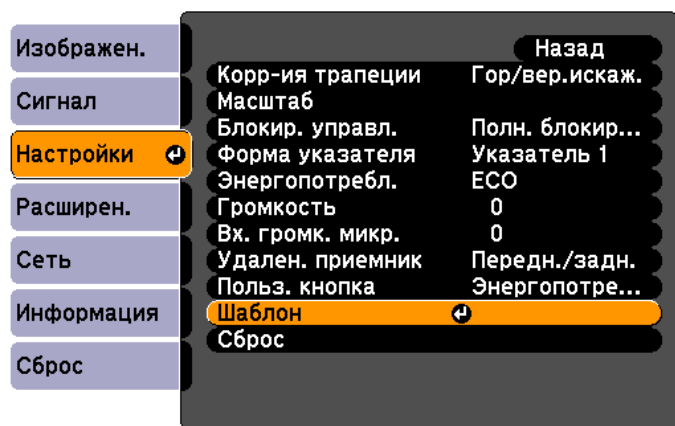 Изображен.
Сигнал
Настройки
Расширен.
Сеть
Информация
Сброс
Назад
Корр-ия трапеции Гор/вер.искаж.
Масштаб
Блокир. управл. Полн. блокир...
Форма указателя Указатель 1
Энергопотребл. ECO
Громкость 0
Вх. громк. микр. 0
Удален. приемник Передн./задн.
Польз. кнопка Энергопотре...
Шаблон
Сброс